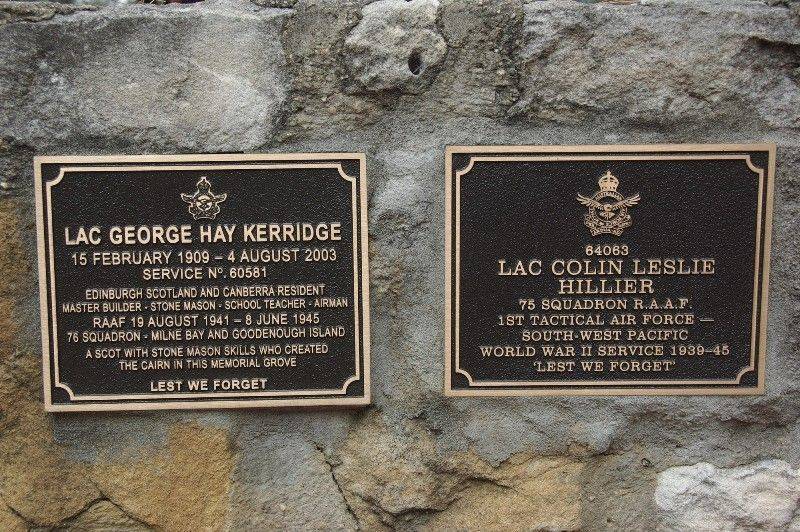 LAC GEORGE HAY KERRIDGE
15 FEBRUARY 1909 – 4 AUGUST 2003
SERVICE Nº. 60581
EDINBURGH SCOTLAND AND CANBERRA RESIDENT
MASTER BUILDER - STONE MASON - SCHOOL TEACHER - AIRMAN
RAAF 19 AUGUST 1941 – 8 JUNE 1945
76 SQUADRON - MILNE BAY AND GOODENOUGH ISLAND
A SCOT WITH STONE MASON SKILLS WHO CREATED
THE CAIRN IN THIS MEMORIAL GROVE
LEST WE FORGET
64063
LAC COLIN LESLIE
HILLIER
75 SQUADRON R.A.A.F.
1ST TACTICAL AIR FORCE —
SOUTH-WEST PACIFIC
WORLD WAR II SERVICE 1939–45
'LEST WE FORGET'